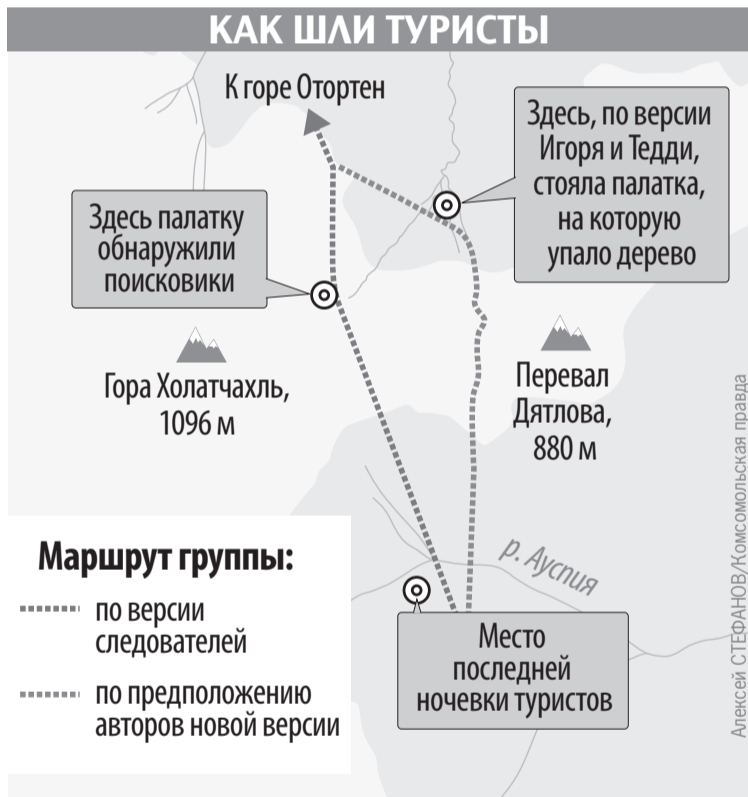 КАК ШЛИ ТУРИСТЫ
К горе Отортен
Здесь, по версии
Игоря и Тедди,
стояла палатка,
на которую
упало дерево
Здесь палатку
обнаружили
поисковики
Гора Холатчахль,
1096 м
Перевал
Дятлова,
880 м
р. Ауспия
Место
последней
ночевки туристов
Маршрут группы:
по версии
следователей
по предположению
авторов новой версии
Алексей СТЕФАНОВ/Комсомольская правда